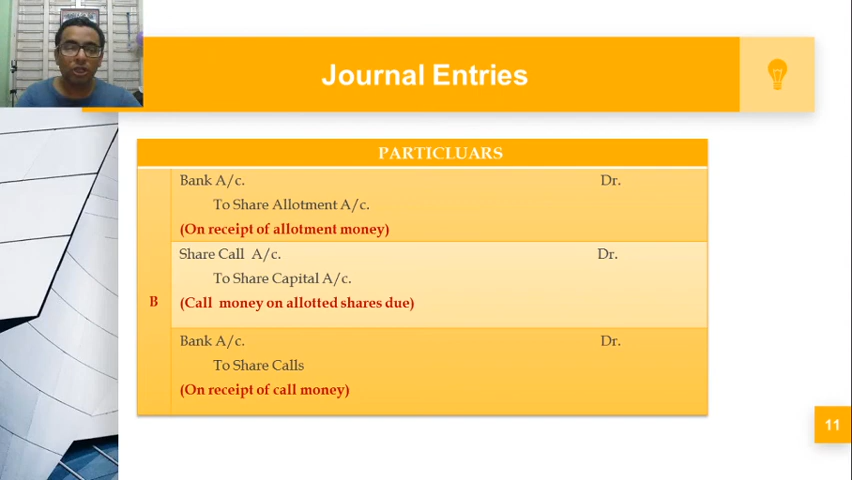 Journal Entries
PARTICLUARS
Bank A/c. Dr.
To Share Allotment A/c.
(On receipt of allotment money)
Share Call A/c. Dr.
To Share Capital A/c.
B
(Call money on allotted shares due)
Bank A/c. Dr.
To Share Calls
(On receipt of call money)
11